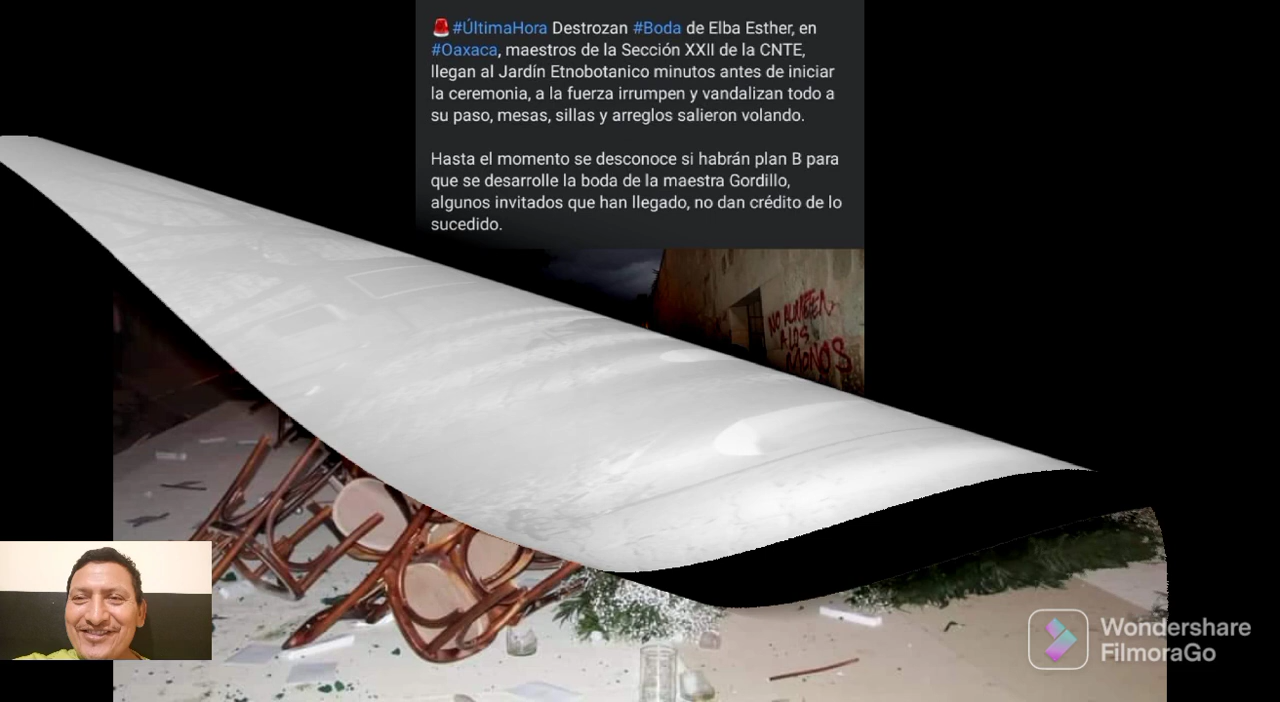 🚨#ÚltimaHora Destrozan #Boda de Elba Esther, en
#Oaxaca, maestros de la Sección XXII de la CNTE,
llegan al Jardín Etnobotanico minutos antes de iniciar
la ceremonia, a la fuerza irrumpen y vandalizan todo a
su paso, mesas, sillas y arreglos salieron volando.
Hasta el momento se desconoce si habrán plan B para
que se desarrolle la boda de la maestra Gordillo,
algunos invitados que han llegado, no dan crédito de lo
sucedido.
NO ALIMENTEN
A LOS
MONOS
Wondershare
FilmoraGo